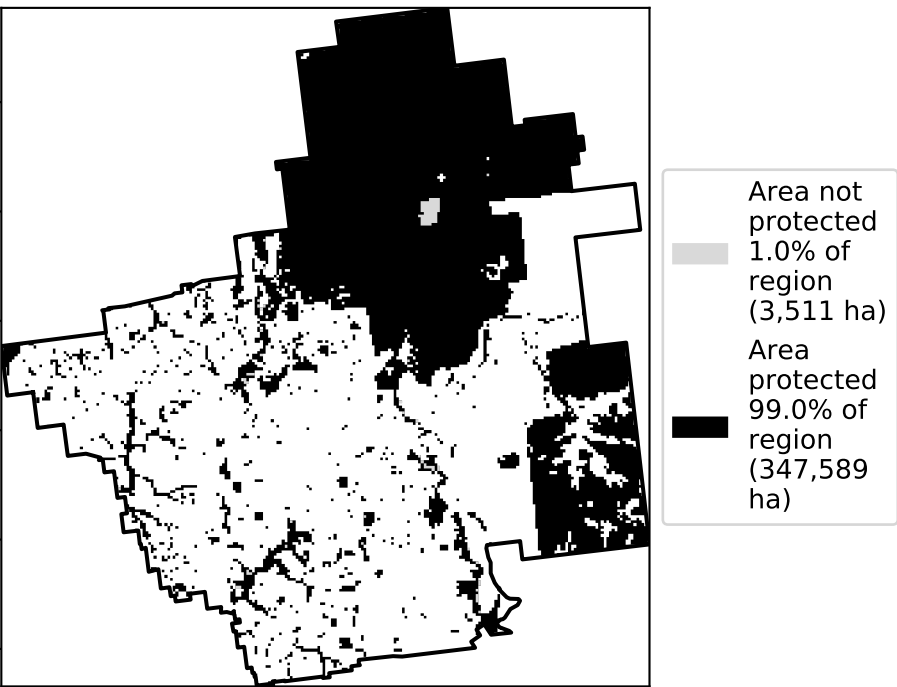 Area not
protected
1.0% of
region
(3,511 ha)
Area
protected
99.0% of
region
(347,589
ha)